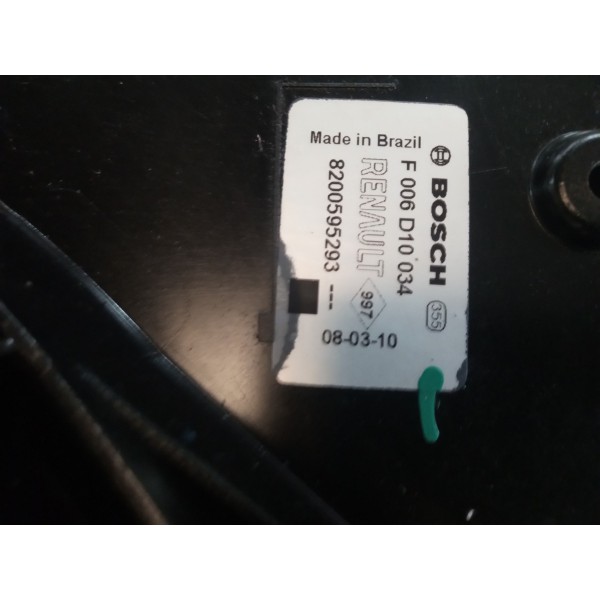 Made in Brazil
BOSCH
355
F 006 D10 034
RENAULT
997
8200595293 ---
08-03-10